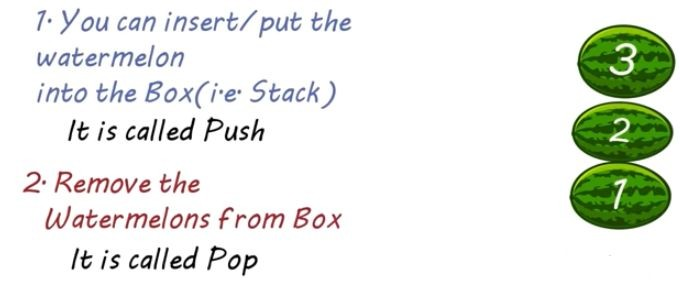 1. You can insert/put the
watermelon
into the Box(i.e. Stack)
It is called Push
2. Remove the
Watermelons from Box
It is called Pop
3
2
1